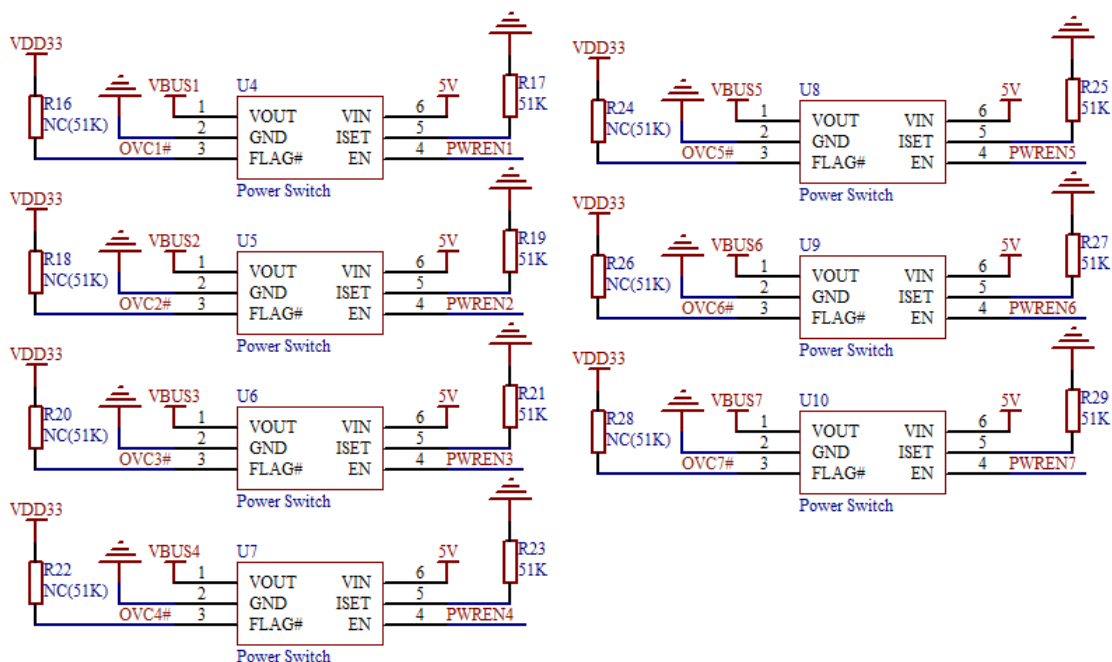 VDD33
R16
NC(51K)
VBUS1
OVC1#
U4
1 VOUT VIN 6
2 GND ISET 5
3 FLAG# EN 4
Power Switch
5V
PWREN1
R17
51K
VDD33
R18
NC(51K)
VBUS2
OVC2#
U5
1 VOUT VIN 6
2 GND ISET 5
3 FLAG# EN 4
Power Switch
5V
PWREN2
R19
51K
VDD33
R20
NC(51K)
VBUS3
OVC3#
U6
1 VOUT VIN 6
2 GND ISET 5
3 FLAG# EN 4
Power Switch
5V
PWREN3
R21
51K
VDD33
R22
NC(51K)
VBUS4
OVC4#
U7
1 VOUT VIN 6
2 GND ISET 5
3 FLAG# EN 4
Power Switch
5V
PWREN4
R23
51K
VDD33
R24
NC(51K)
VBUS5
OVC5#
U8
1 VOUT VIN 6
2 GND ISET 5
3 FLAG# EN 4
Power Switch
5V
PWREN5
R25
51K
VDD33
R26
NC(51K)
VBUS6
OVC6#
U9
1 VOUT VIN 6
2 GND ISET 5
3 FLAG# EN 4
Power Switch
5V
PWREN6
R27
51K
VDD33
R28
NC(51K)
VBUS7
OVC7#
U10
1 VOUT VIN 6
2 GND ISET 5
3 FLAG# EN 4
Power Switch
5V
PWREN7
R29
51K